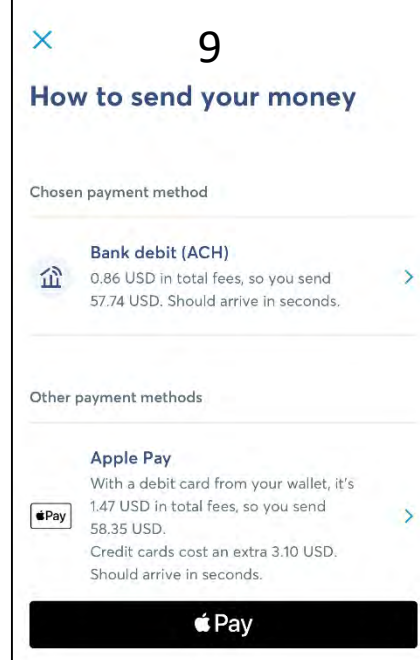 9
How to send your money
Chosen payment method
Bank debit (ACH)
0.86 USD in total fees, so you send
57.74 USD. Should arrive in seconds.
Other payment methods
Apple Pay
With a debit card from your wallet, it's
Pay
1.47 USD in total fees, so you send
58.35 USD.
Credit cards cost an extra 3.10 USD.
Should arrive in seconds.
Pay